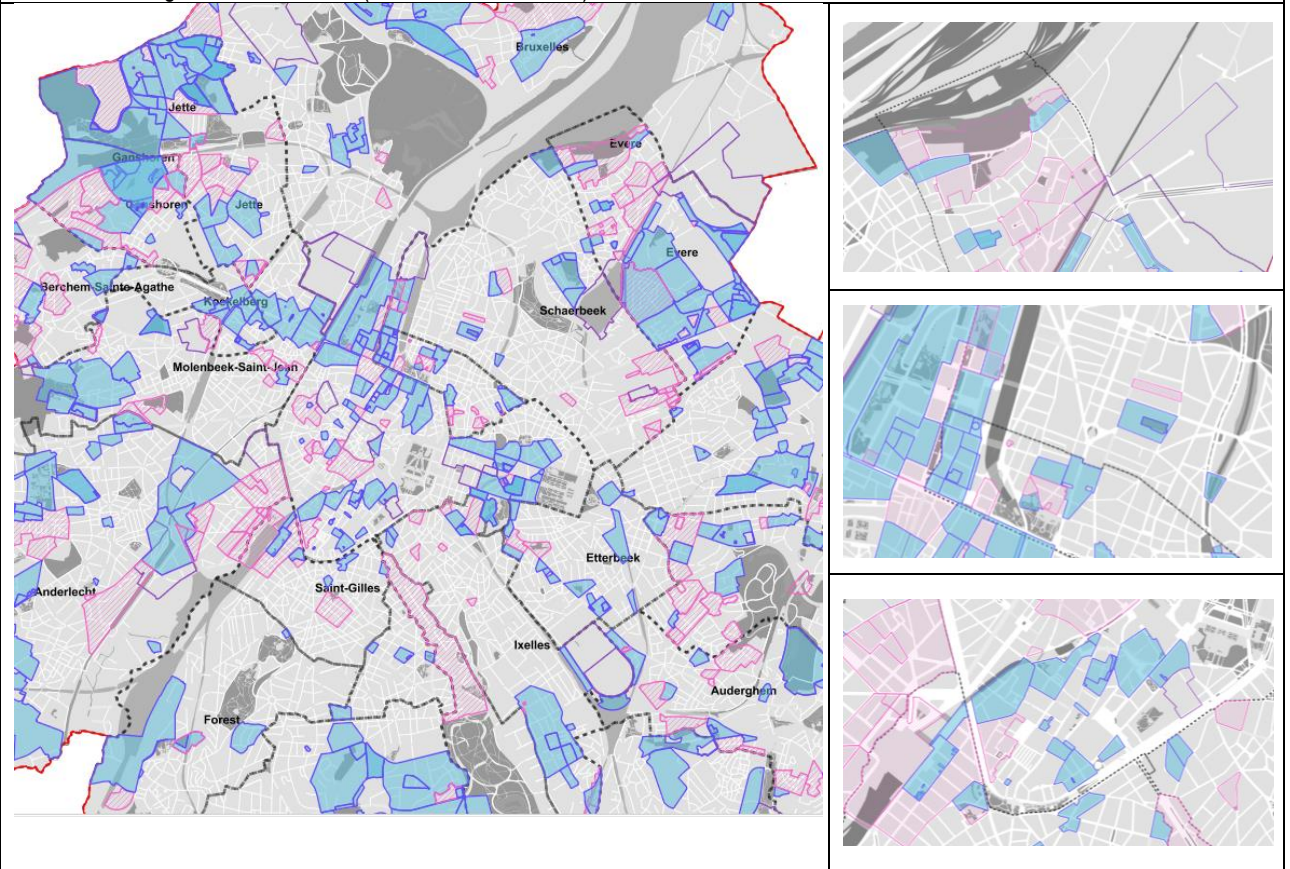 Bruxelles
Jette
Evere
Ganshoren
Ganshoren
Jette
Evere
Berchem-Sainte-Agathe
Koekelberg
Schaerbeek
Molenbeek-Saint-Jean
Etterbeek
Saint-Gilles
Anderlecht
Ixelles
Auderghem
Forest